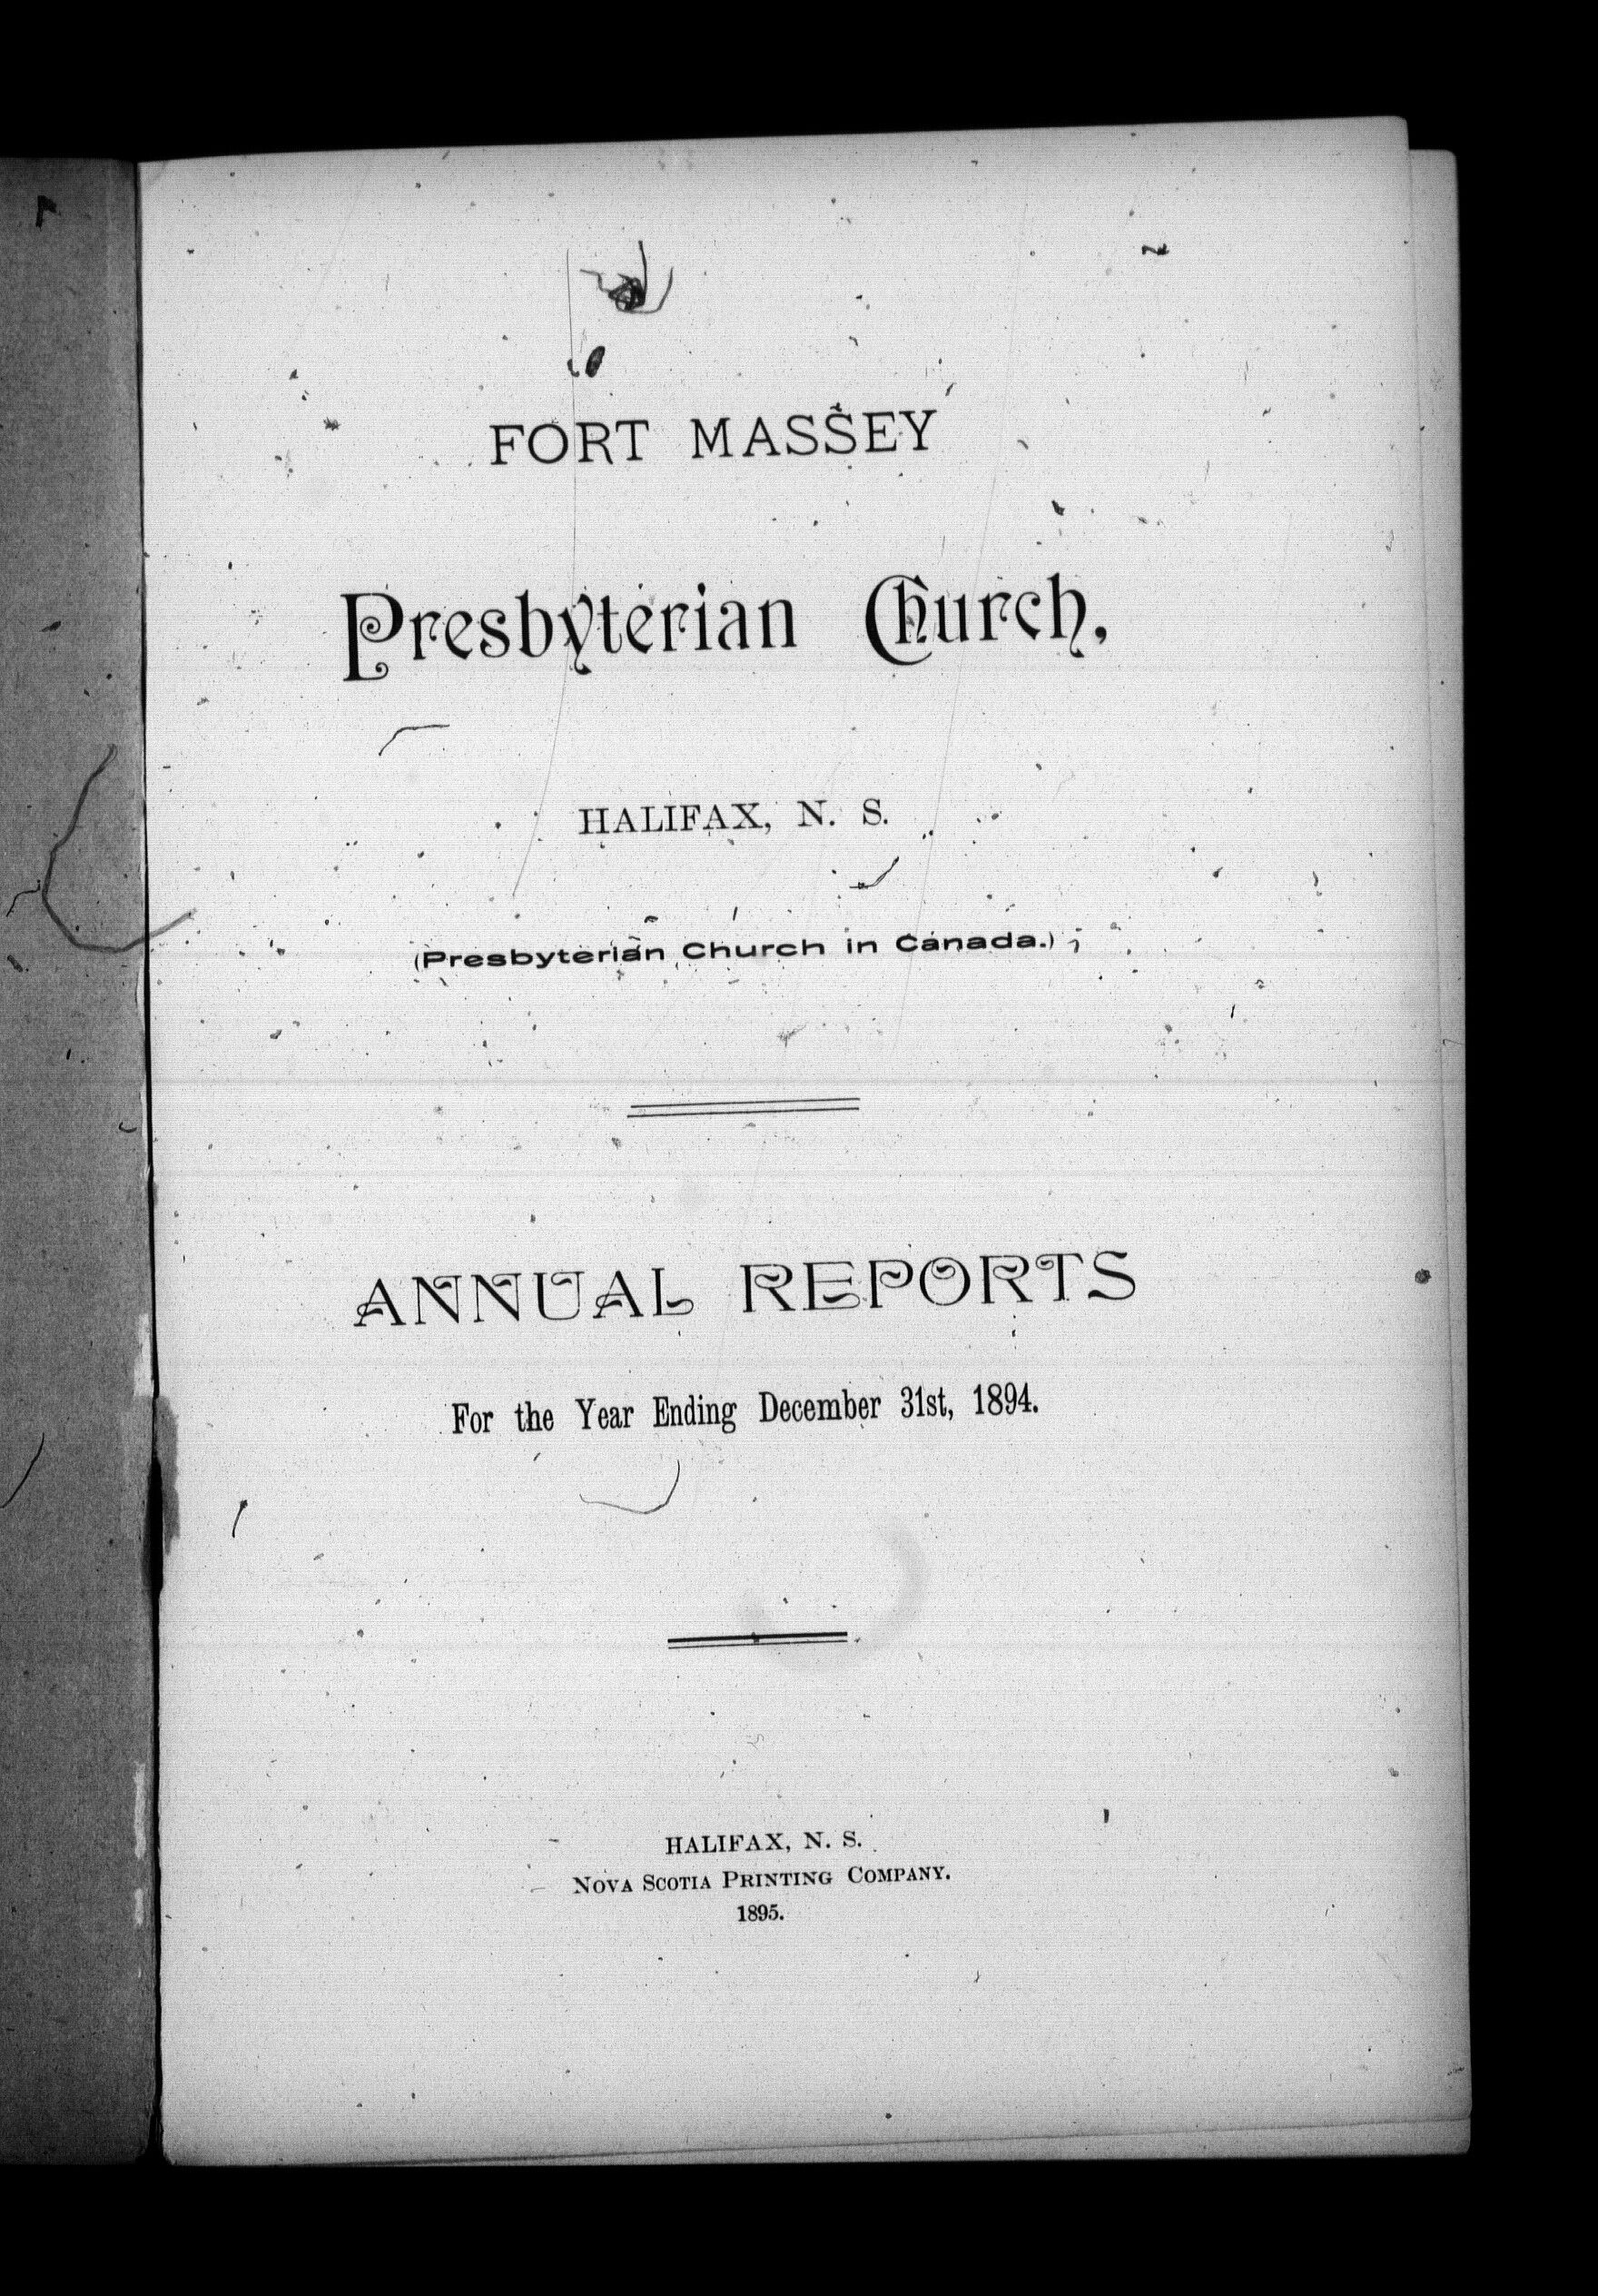 FORT MASSEY
Presbyterian Church,
HALIFAX, N. S.
(Presbyterian Church in Canada.)
ANNUAL REPORTS
For the Year Ending December 31st, 1894.
HALIFAX, N. S.
NOVA SCOTIA PRINTING COMPANY.
1895.